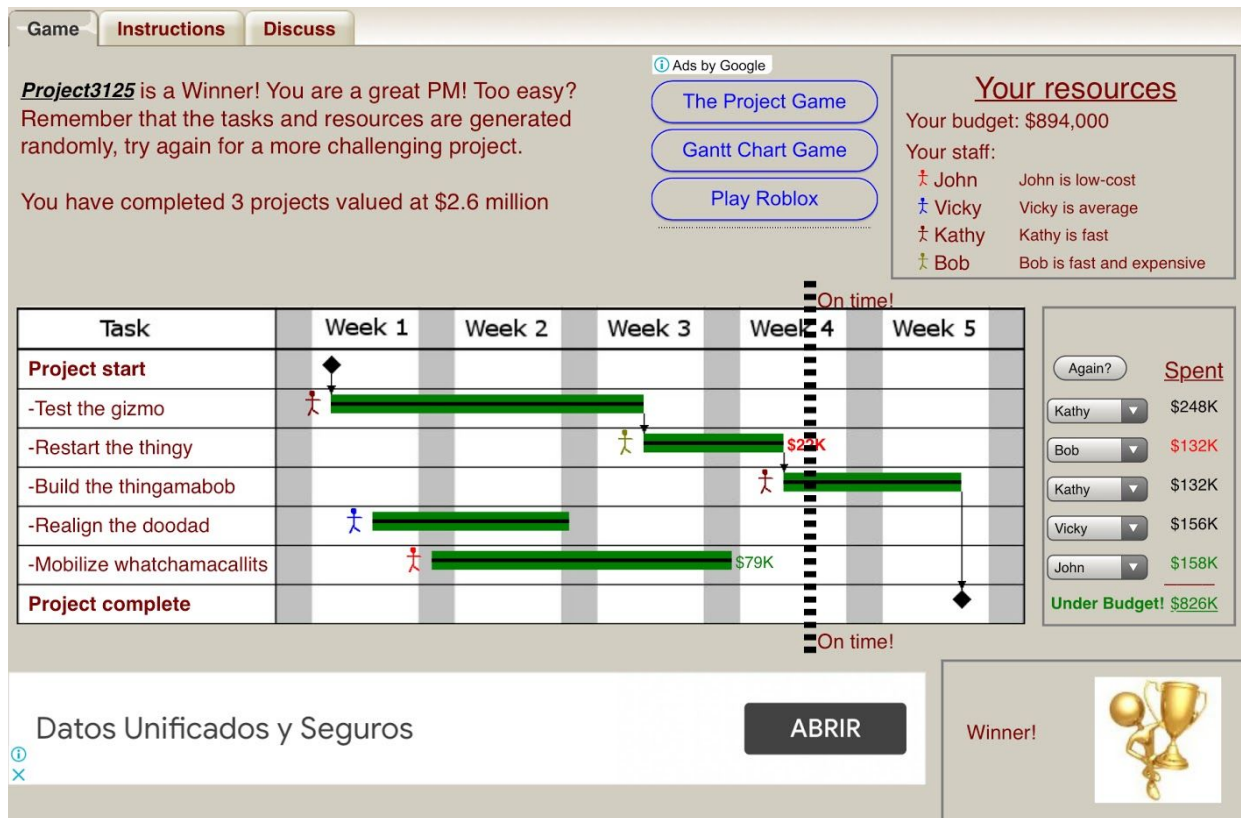 Game Instructions Discuss
Project3125 is a Winner! You are a great PM! Too easy?
Remember that the tasks and resources are generated
randomly, try again for a more challenging project.
You have completed 3 projects valued at $2.6 million
Ads by Google
The Project Game
Gantt Chart Game
Play Roblox
Your resources
Your budget: $894,000
Your staff:
John John is low-cost
Vicky Vicky is average
Kathy Kathy is fast
Bob Bob is fast and expensive
On time!
Task Week 1 Week 2 Week 3 Week 4 Week 5
Project start Again? Spent
-Test the gizmo Kathy $248K
-Restart the thingy $22K Bob $132K
-Build the thingamabob Kathy $132K
-Realign the doodad Vicky $156K
-Mobilize whatchamacallits $79K John $158K
Project complete Under Budget! $826K
On time!
Datos Unificados y Seguros ABRIR
Winner!